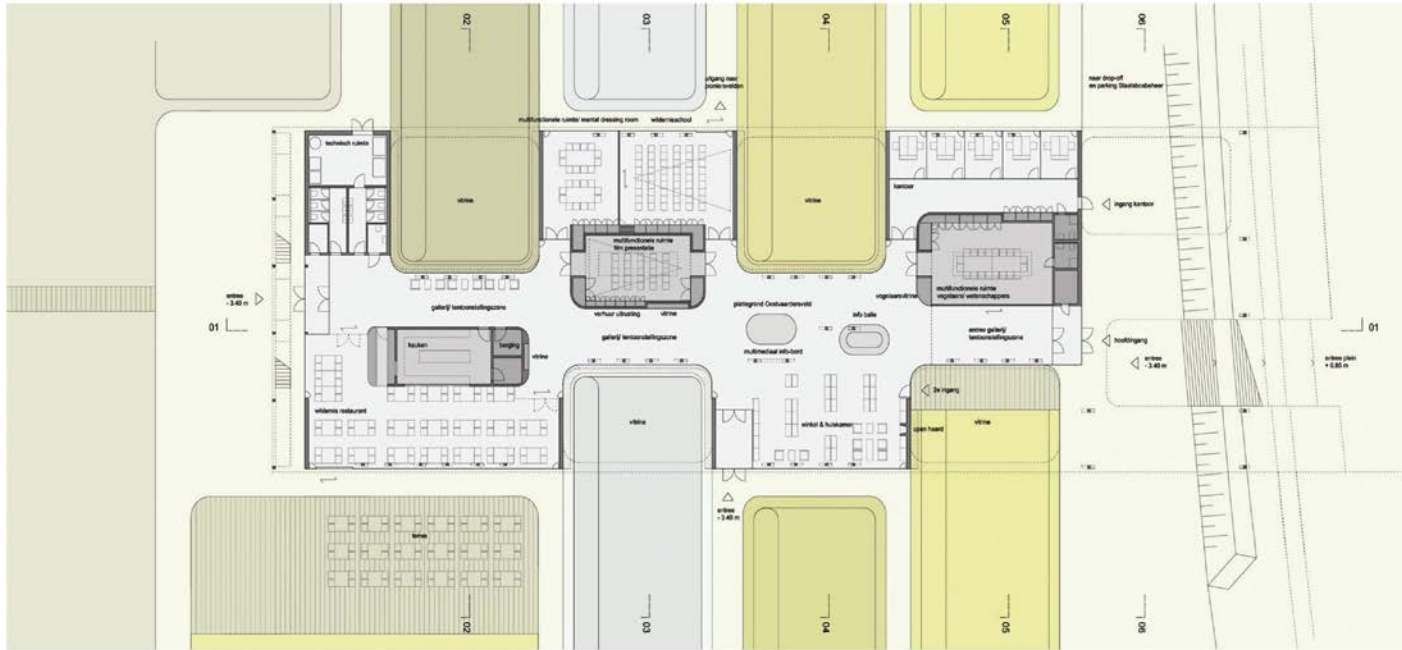 02
03
04
05
06
uitgang naar
pioniersvelden
naar drop-off
en parking Staatsbosbeheer
multifunctionele ruimte/ mental dressing room
wildernisschool
technisch ruimte
kantoor
vitrine
vitrine
ingang kantoor
multifunctionele ruimte
film presentatie
multifunctionele ruimte
vogelaars/ wetenschappers
vogelaarsvitrine
entree
- 3.40 m
01
gallerij/ tentoonstellingszone
verhuur uitrusting
vitrine
plattegrond Oostvaardersveld
info balie
entree gallerij
tentoonstellingszone
hoofdingang
01
keuken
berging
vitrine
gallerij/ tentoonstellingszone
multimediaal info-bord
entree
- 3.40 m
entree plein
+ 0.85 m
2e ingang
wildernis restaurant
vitrine
winkel & huiskamer
open haard
vitrine
entree
- 3.40 m
terras
02
03
04
05
06